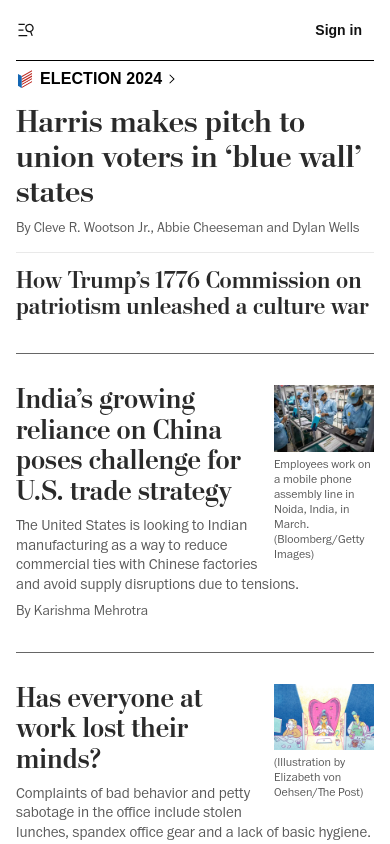 Sign in
ELECTION 2024
Harris makes pitch to
union voters in ‘blue wall’
states
By Cleve R. Wootson Jr., Abbie Cheeseman and Dylan Wells
How Trump’s 1776 Commission on
patriotism unleashed a culture war
India’s growing
reliance on China
poses challenge for
U.S. trade strategy
The United States is looking to Indian
manufacturing as a way to reduce
commercial ties with Chinese factories
and avoid supply disruptions due to tensions.
By Karishma Mehrotra
Employees work on
a mobile phone
assembly line in
Noida, India, in
March.
(Bloomberg/Getty
Images)
Has everyone at
work lost their
minds?
Complaints of bad behavior and petty
sabotage in the office include stolen
lunches, spandex office gear and a lack of basic hygiene.
(Illustration by
Elizabeth von
Oehsen/The Post)